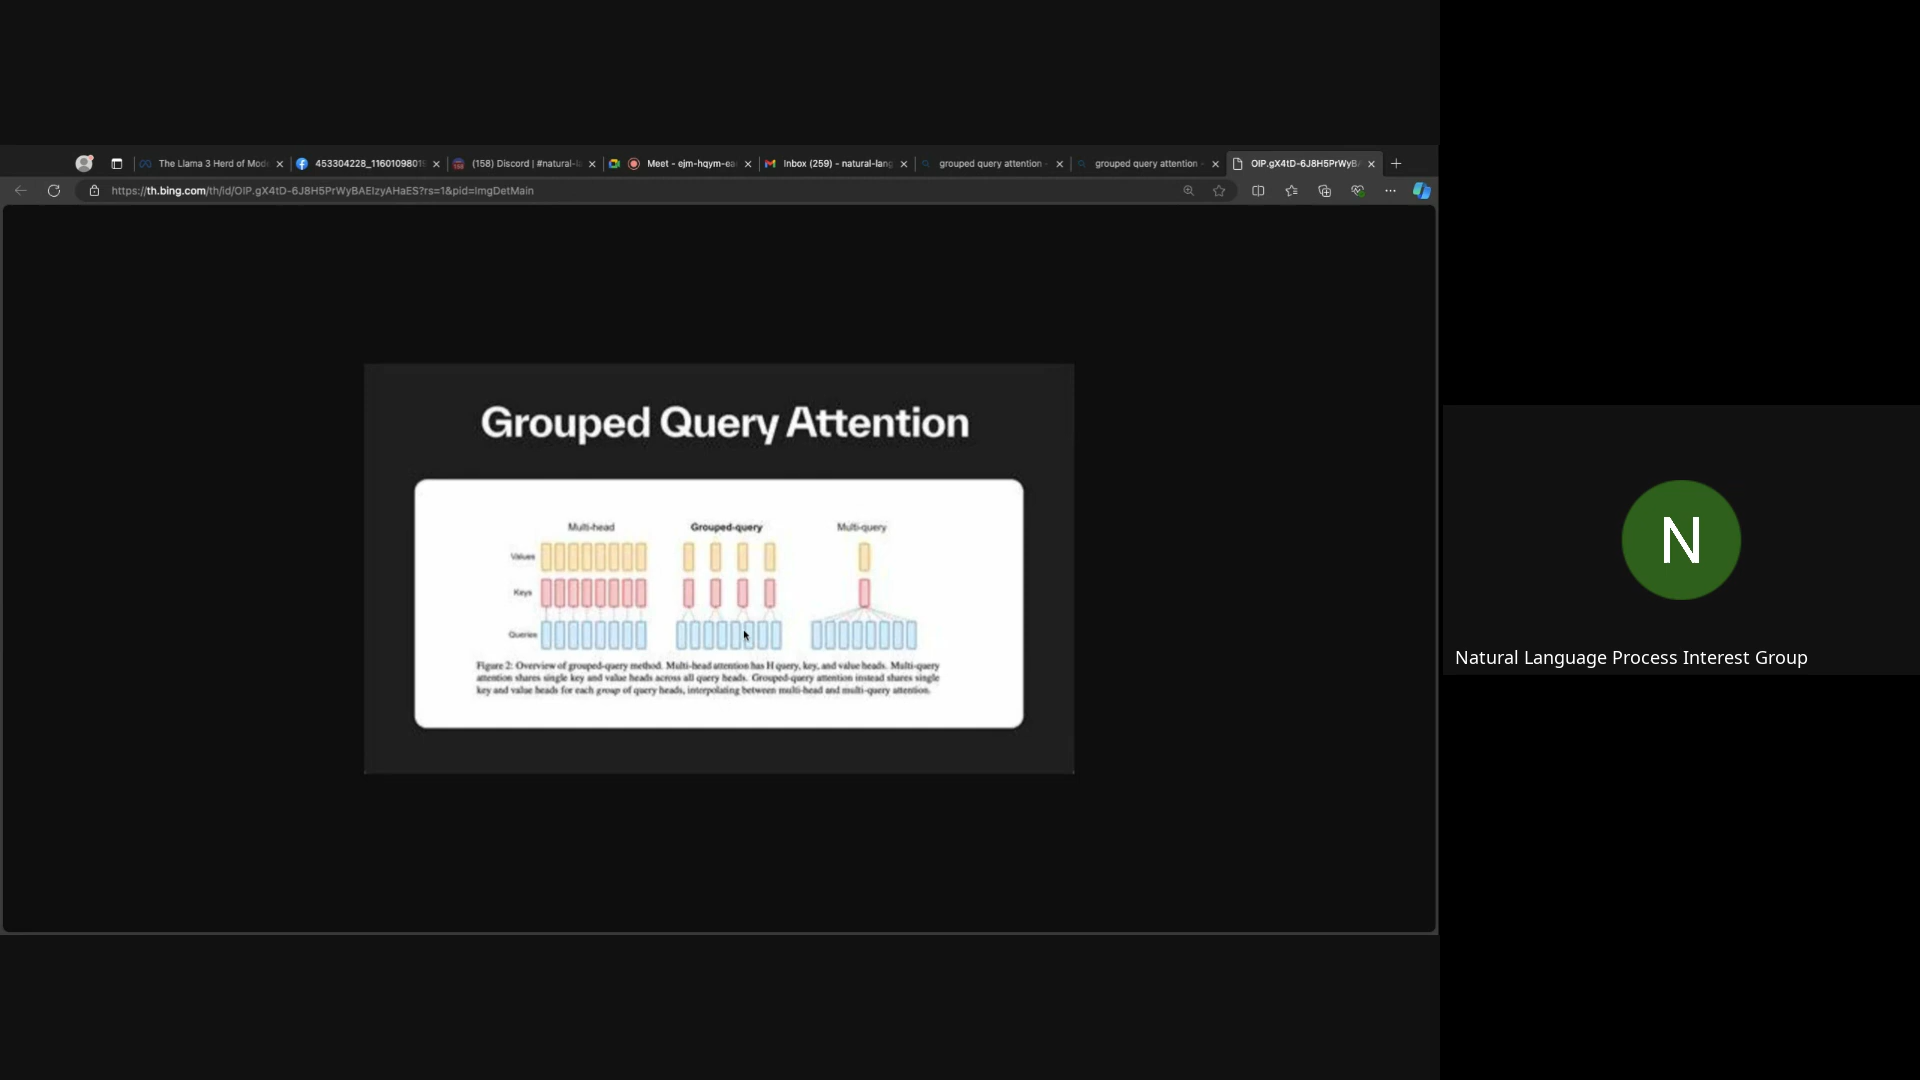 The Llama 3 Herd of Mod
453304228_1160109801
(158) Discord | #natural-l
Meet - ejm-hqym-ea
Inbox (259) - natural-lang
grouped query attention -
grouped query attention -
OIP.gX4tD-6J8H5PrWyB
https://th.bing.com/th/id/OIP.gX4tD-6J8H5PrWyBAEIzyAHaES?rs=1&pid=ImgDetMain
Grouped Query Attention
Multi-head Grouped-query Multi-query
Values
Keys
Queries
Figure 2: Overview of grouped-query method. Multi-head attention has H query, key, and value heads. Multi-query
attention shares single key and value heads across all query heads. Grouped-query attention instead shares single
key and value heads for each group of query heads, interpolating between multi-head and multi-query attention.
N
Natural Language Process Interest Group